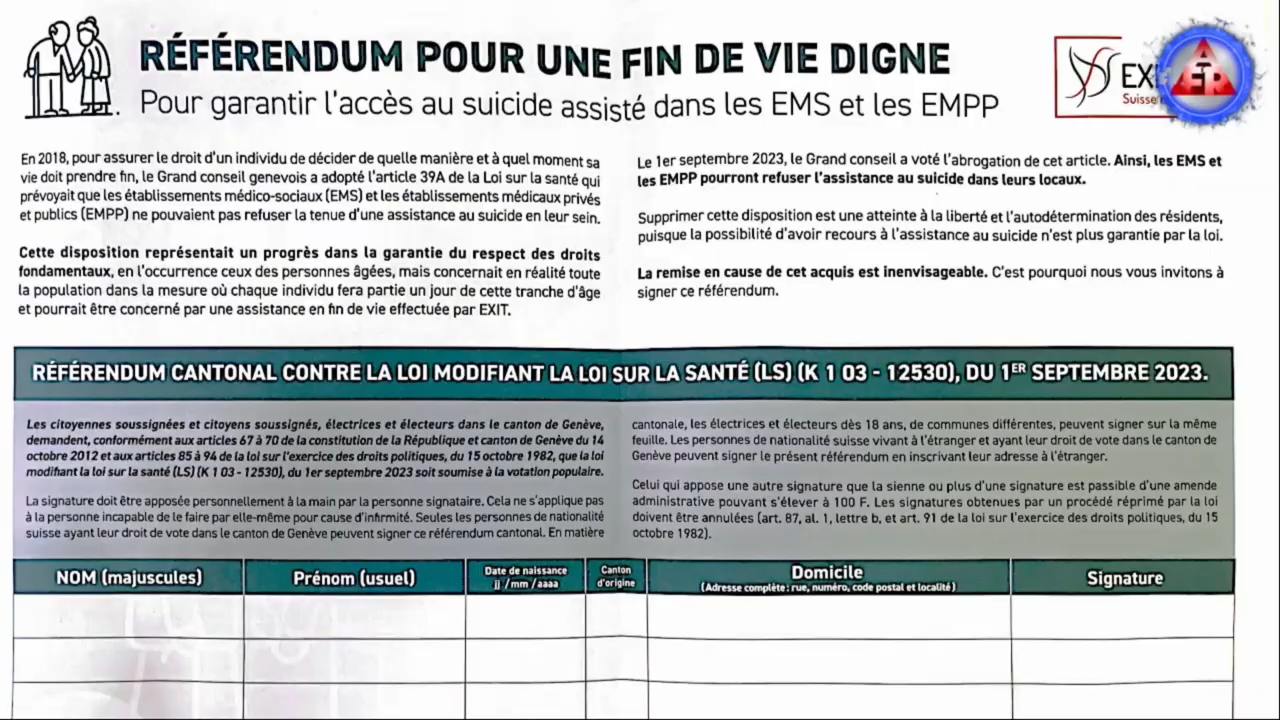 RÉFÉRENDUM POUR UNE FIN DE VIE DIGNE
Pour garantir l'accès au suicide assisté dans les EMS et les EMPP
EX
Suisse
En 2018, pour assurer le droit d'un individu de décider de quelle manière et à quel moment sa
vie doit prendre fin, le Grand conseil genevois a adopté l'article 39A de la Loi sur la santé qui
prévoyait que les établissements médico-sociaux (EMS) et les établissements médicaux privés
et publics (EMPP) ne pouvaient pas refuser la tenue d'une assistance au suicide en leur sein.
Cette disposition représentait un progrès dans la garantie du respect des droits
fondamentaux, en l'occurrence ceux des personnes âgées, mais concernait en réalité toute
la population dans la mesure où chaque individu fera partie un jour de cette tranche d'âge
et pourrait être concerné par une assistance en fin de vie effectuée par EXIT.
Le 1er septembre 2023, le Grand conseil a voté l'abrogation de cet article. Ainsi, les EMS et
les EMPP pourront refuser l'assistance au suicide dans leurs locaux.
Supprimer cette disposition est une atteinte à la liberté et l'autodétermination des résidents,
puisque la possibilité d'avoir recours à l'assistance au suicide n'est plus garantie par la loi.
La remise en cause de cet acquis est inenvisageable. C'est pourquoi nous vous invitons à
signer ce référendum.
RÉFÉRENDUM CANTONAL CONTRE LA LOI MODIFIANT LA LOI SUR LA SANTÉ (LS) (K 1 03 - 12530), DU 1ER SEPTEMBRE 2023.
Les citoyennes soussignées et citoyens soussignés, électrices et électeurs dans le canton de Genève,
demandent, conformément aux articles 67 à 70 de la constitution de la République et canton de Genève du 14
octobre 2012 et aux articles 85 à 94 de la loi sur l'exercice des droits politiques, du 15 octobre 1982, que la loi
modifiant la loi sur la santé (LS) (K 1 03 - 12530), du 1er septembre 2023 soit soumise à la votation populaire.
La signature doit être apposée personnellement à la main par la personne signataire. Cela ne s'applique pas
à la personne incapable de le faire par elle-même pour cause d'infirmité. Seules les personnes de nationalité
suisse ayant leur droit de vote dans le canton de Genève peuvent signer ce référendum cantonal. En matière
cantonale, les électrices et électeurs dès 18 ans, de communes différentes, peuvent signer sur la même
feuille. Les personnes de nationalité suisse vivant à l'étranger et ayant leur droit de vote dans le canton de
Genève peuvent signer le présent référendum en inscrivant leur adresse à l'étranger.
Celui qui appose une autre signature que la sienne ou plus d'une signature est passible d'une amende
administrative pouvant s'élever à 100 F. Les signatures obtenues par un procédé réprimé par la loi
doivent être annulées (art. 87, al. 1, lettre b, et art. 91 de la loi sur l'exercice des droits politiques, du 15
octobre 1982).
NOM (majuscules)
Prénom (usuel)
Date de naissance
jj /mm /aaaa
Canton
d'origine
Domicile
(Adresse complète : rue, numéro, code postal et localité)
Signature